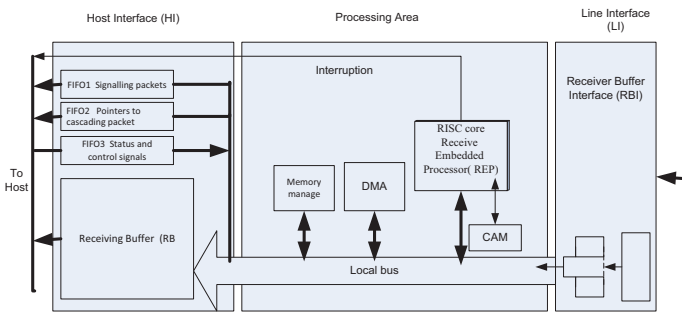 Host Interface (HI)
Processing Area
Line Interface
(LI)
Interruption
FIFO1 Signalling packets
FIFO2 Pointers to
cascading packet
FIFO3 Status and
control signals
To
Host
Receiving Buffer (RB
Memory
manage
DMA
RISC core
Receive
Embedded
Processor( REP)
CAM
Local bus
Receiver Buffer
Interface (RBI)